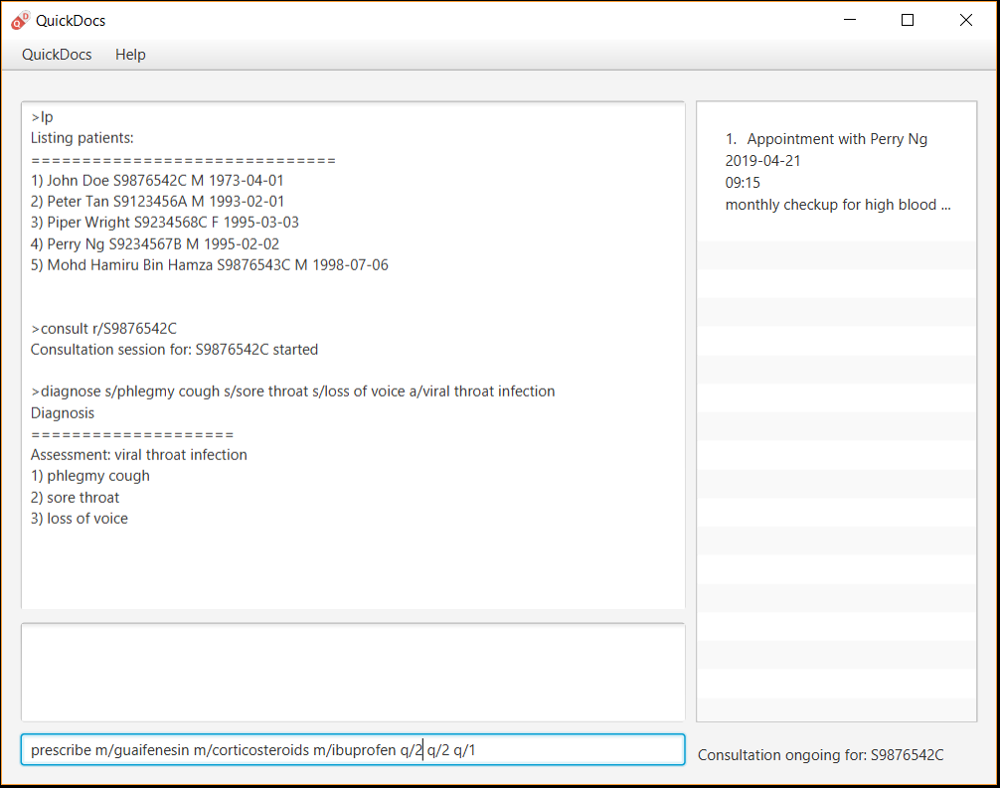 QuickDocs
QuickDocs Help
>lp
Listing patients:
==============================
1) John Doe S9876542C M 1973-04-01
2) Peter Tan S9123456A M 1993-02-01
3) Piper Wright S9234568C F 1995-03-03
4) Perry Ng S9234567B M 1995-02-02
5) Mohd Hamiru Bin Hamza S9876543C M 1998-07-06
>consult r/S9876542C
Consultation session for: S9876542C started
>diagnose s/phlegmy cough s/sore throat s/loss of voice a/viral throat infection
Diagnosis
====================
Assessment: viral throat infection
1) phlegmy cough
2) sore throat
3) loss of voice
prescribe m/guaifenesin m/corticosteroids m/ibuprofen q/2 q/2 q/1
1. Appointment with Perry Ng
2019-04-21
09:15
monthly checkup for high blood ...
Consultation ongoing for: S9876542C